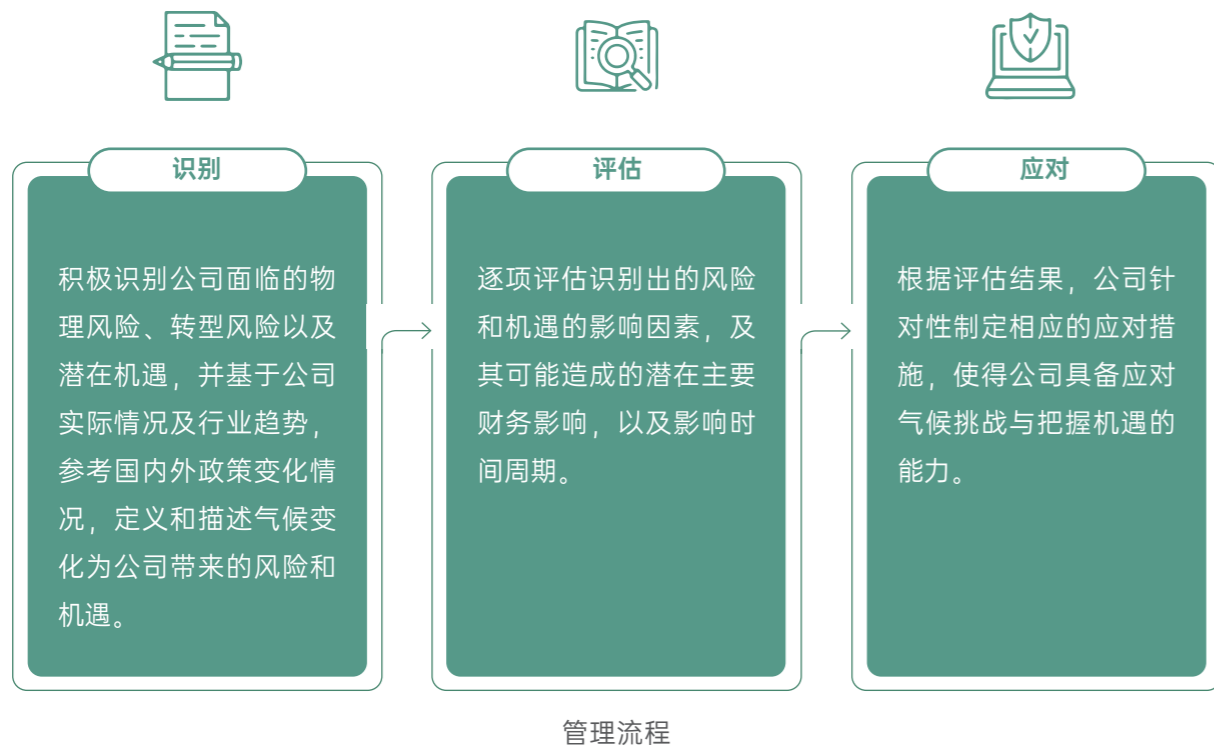 识别
积极识别公司面临的物
理风险、转型风险以及
潜在机遇，并基于公司
实际情况及行业趋势，
参考国内外政策变化情
况，定义和描述气候变
化为公司带来的风险和
机遇。
评估
逐项评估识别出的风险
和机遇的影响因素，及
其可能造成的潜在主要
财务影响，以及影响时
间周期。
应对
根据评估结果，公司针
对性制定相应的应对措
施，使得公司具备应对
气候挑战与把握机遇的
能力。
管理流程